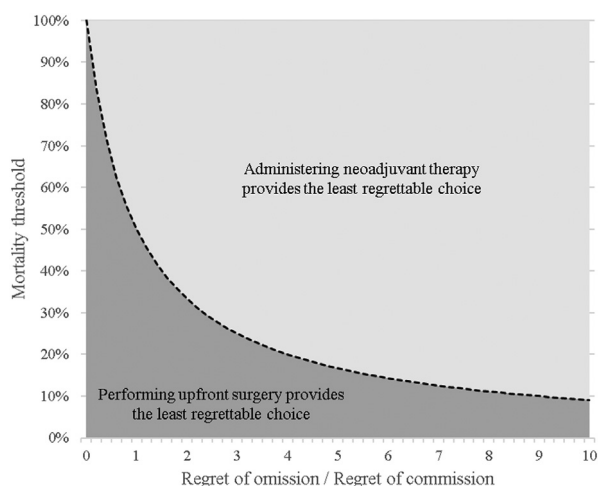 100%
90%
80%
70%
60%
50%
40%
30%
20%
10%
0%
Mortality threshold
Administering neoadjuvant therapy
provides the least regrettable choice
Performing upfront surgery provides
the least regrettable choice
0 1 2 3 4 5 6 7 8 9 10
Regret of omission / Regret of commission